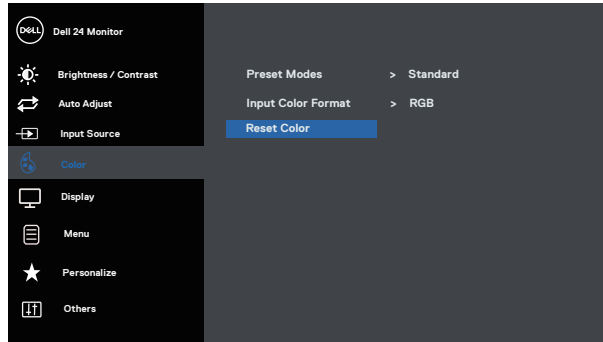 DELL Dell 24 Monitor
Brightness / Contrast
Auto Adjust
Input Source
Color
Display
Menu
Personalize
Others
Preset Modes > Standard
Input Color Format > RGB
Reset Color